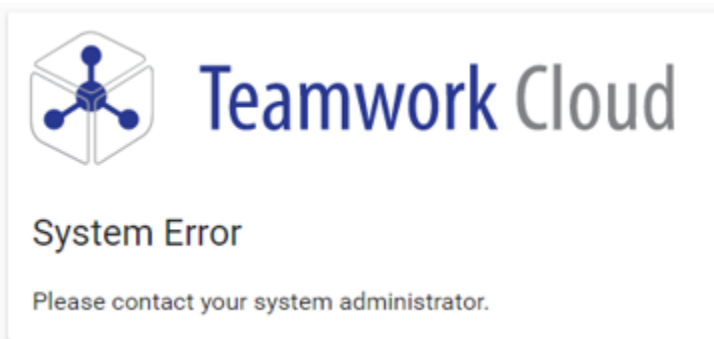 Teamwork Cloud
System Error
Please contact your system administrator.